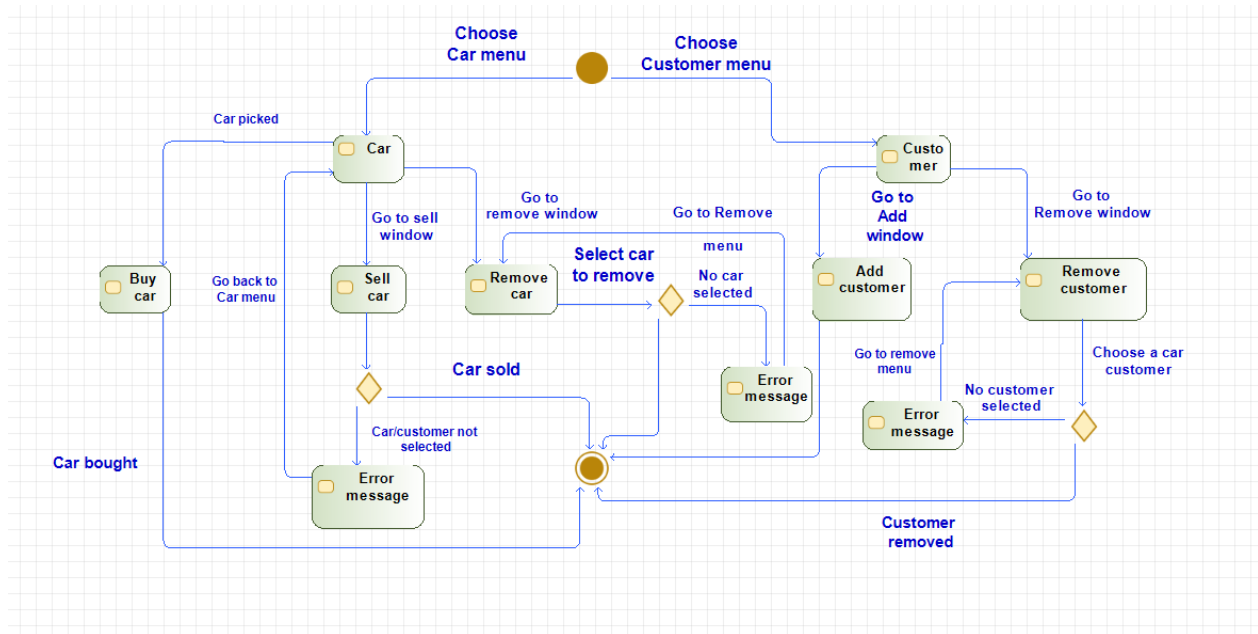 Choose
Car menu
Choose
Customer menu
Car picked
Car
Custo
mer
Go to sell
window
Go to
remove window
Go to Remove
menu
Go to
Add
window
Go to
Remove window
Buy
car
Go back to
Car menu
Sell
car
Remove
car
Select car
to remove
No car
selected
Add
customer
Remove
customer
Car sold
Error
message
Go to remove
menu
Choose a car
customer
No customer
selected
Error
message
Car/customer not
selected
Car bought
Error
message
Customer
removed